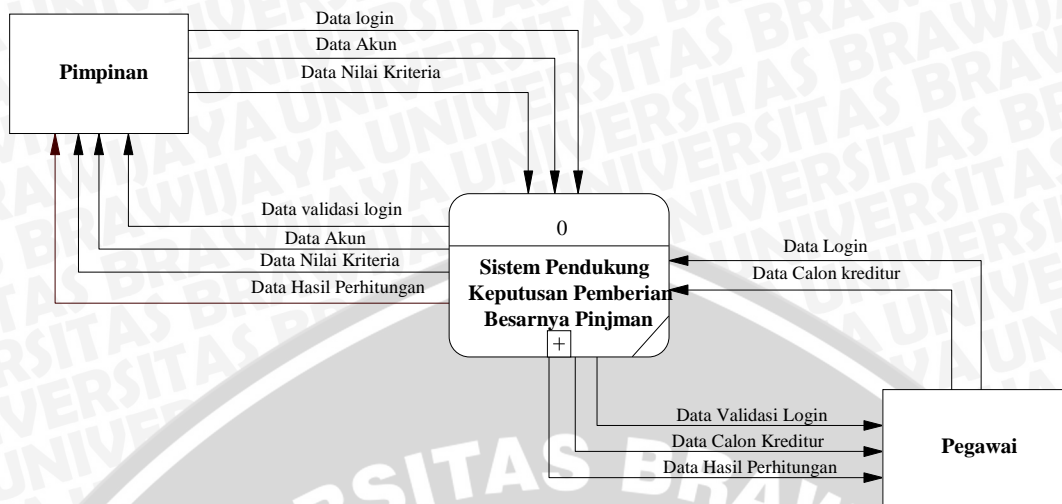 Data login
Data Akun
Data Nilai Kriteria
Pimpinan
Data validasi login
Data Akun
Data Nilai Kriteria
Data Hasil Perhitungan
0
Sistem Pendukung
Keputusan Pemberian
Besarnya Pinjman
+
Data Login
Data Calon kreditur
Data Validasi Login
Data Calon Kreditur
Data Hasil Perhitungan
Pegawai